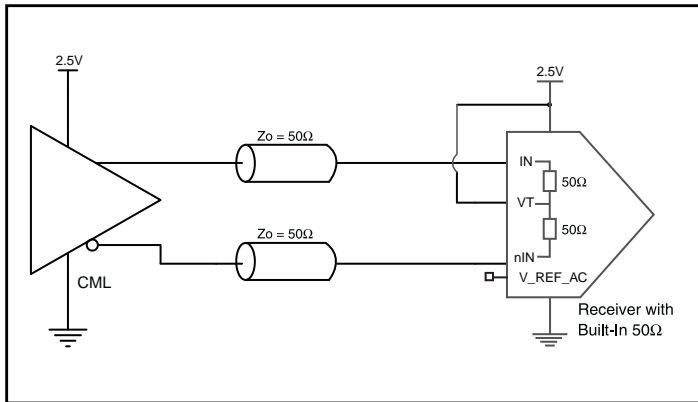 2.5V
2.5V
Zo = 50Ω
IN
50Ω
VT
50Ω
Zo = 50Ω
nIN
V_REF_AC
CML
Receiver with
Built-In 50Ω